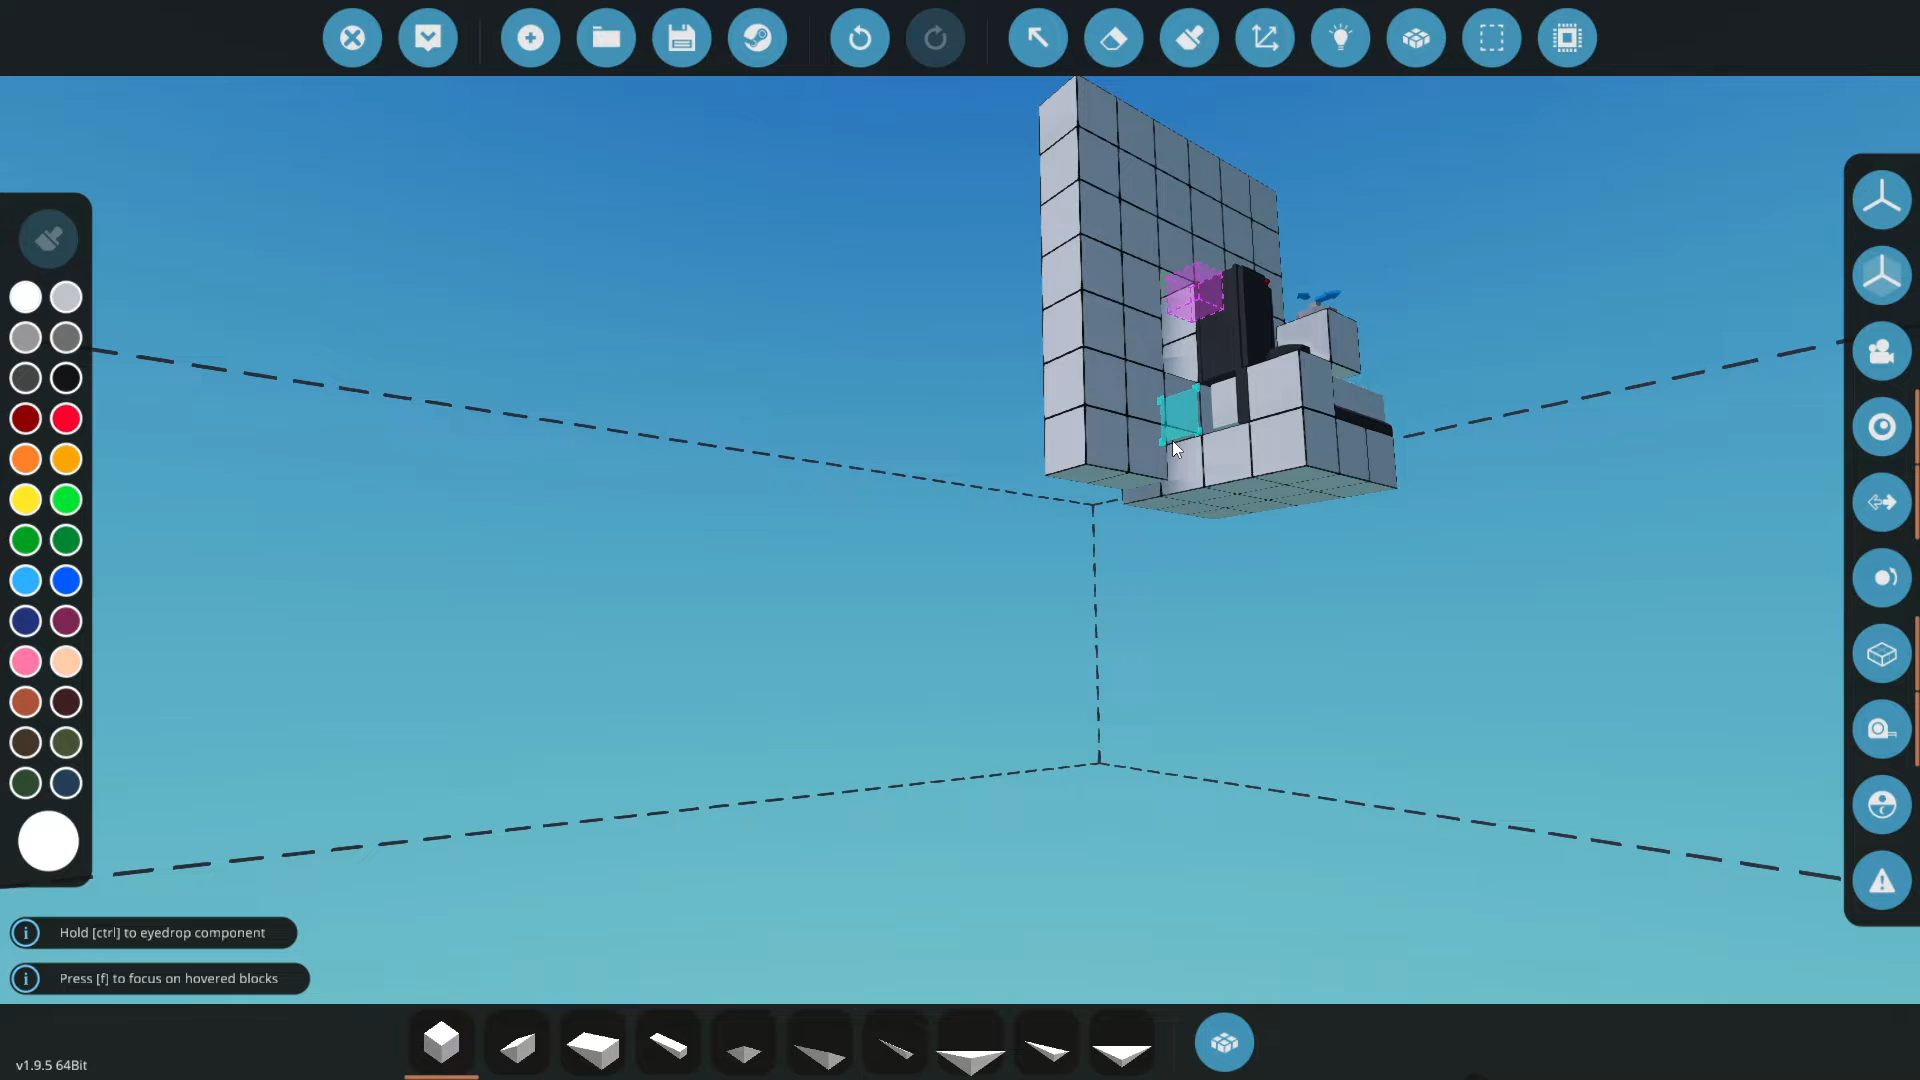 Hold [ctrl] to eyedrop component
Press [f] to focus on hovered blocks
v1.9.5 64Bit